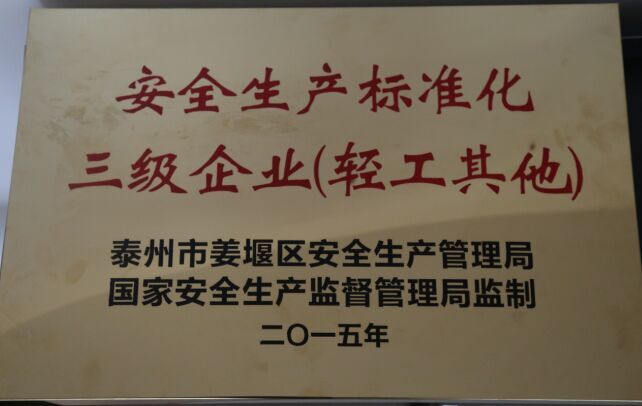 安全生产标准化
三级企业(轻工其他)
泰州市姜堰区安全生产管理局
国家安全生产监督管理局监制
二〇一五年